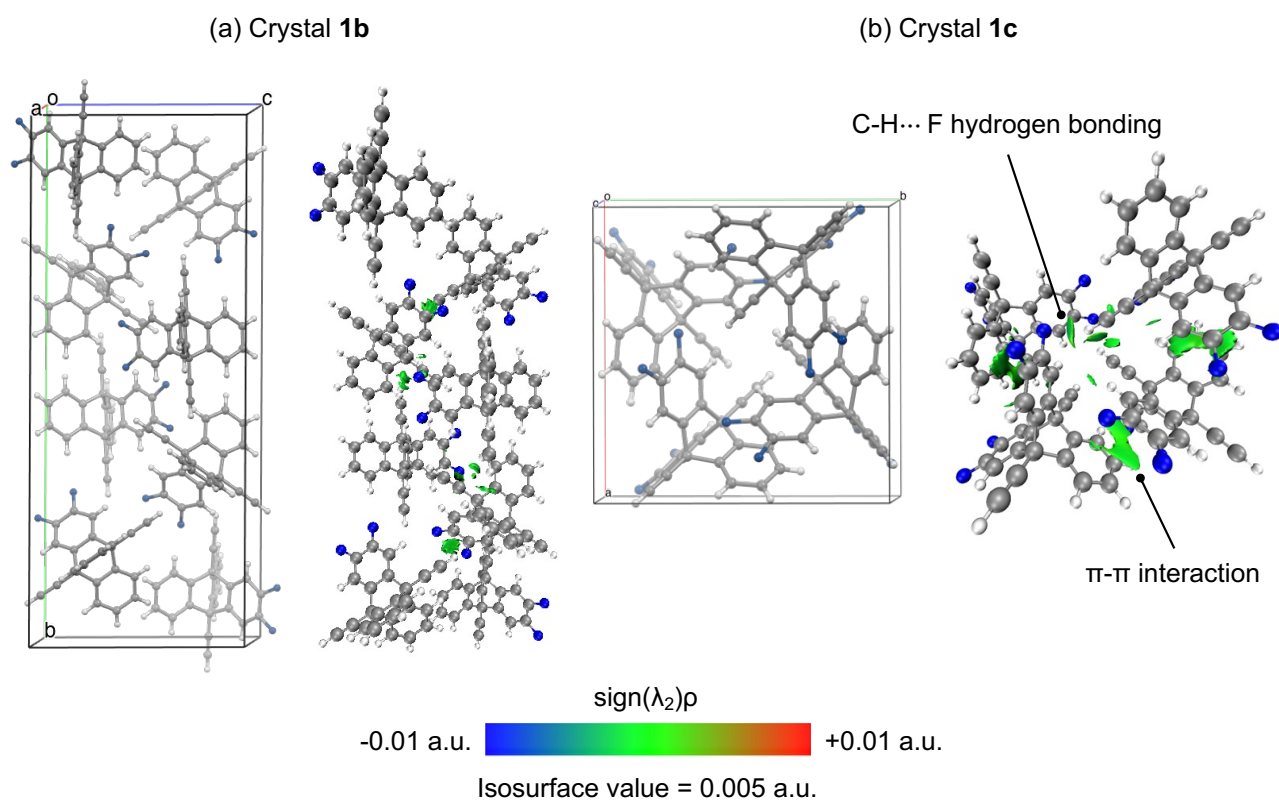 (a) Crystal 1b
(b) Crystal 1c
a o c
b
C-H··· F hydrogen bonding
c o b
a
π-π interaction
sign(λ₂)ρ
-0.01 a.u. +0.01 a.u.
Isosurface value = 0.005 a.u.